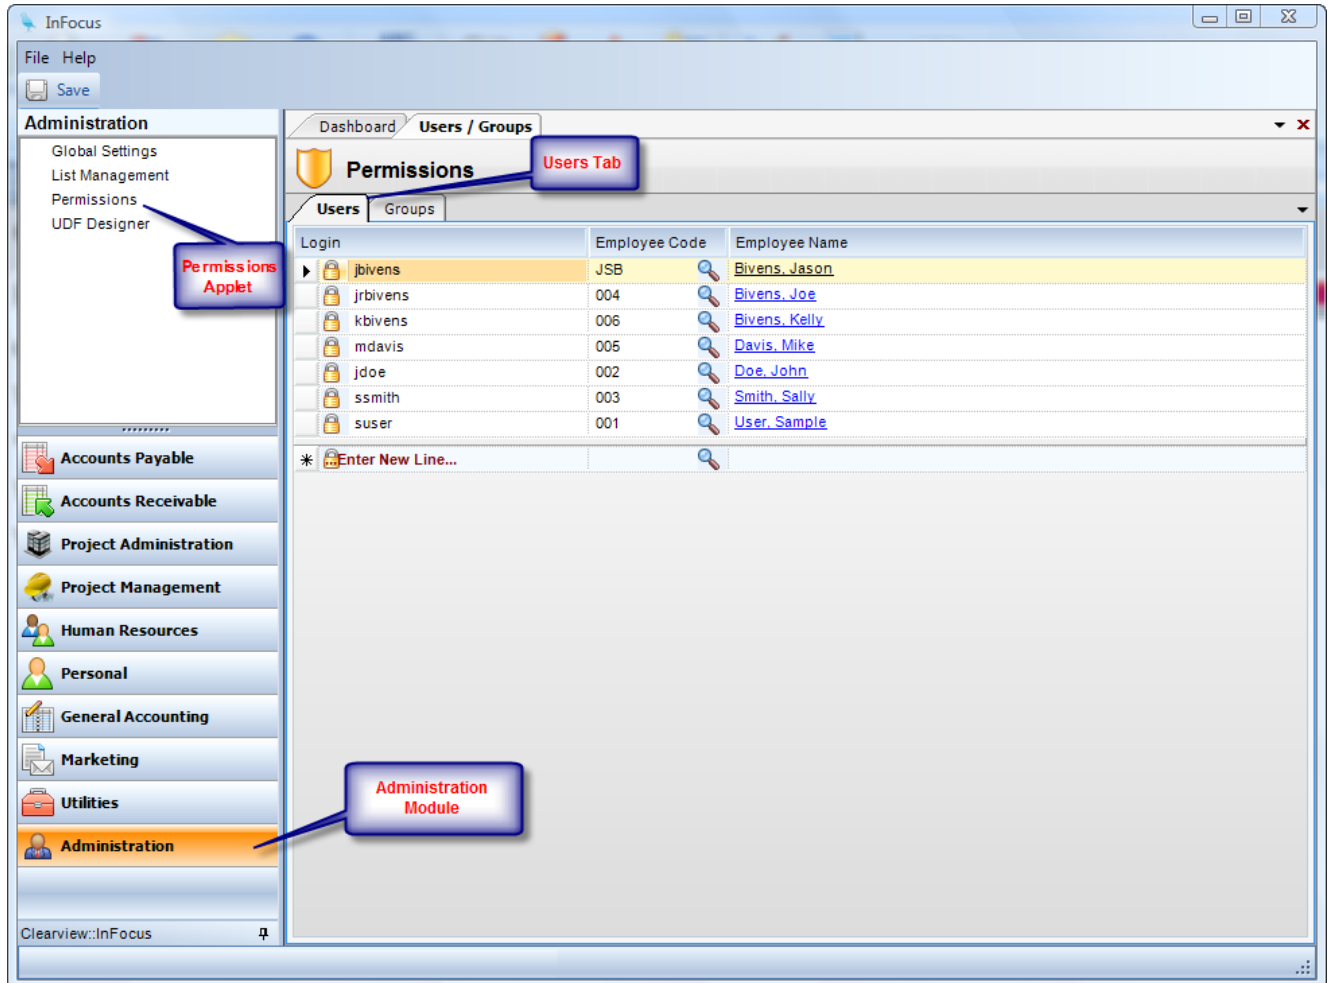 InFocus
File Help
Save
Administration
Global Settings
List Management
Permissions
UDF Designer
Permissions
Applet
Dashboard Users / Groups
Permissions
Users Tab
Users Groups
Login Employee Code Employee Name
jbivens JSB Bivens, Jason
jrbivens 004 Bivens, Joe
kbivens 006 Bivens, Kelly
mdavis 005 Davis, Mike
jdoe 002 Doe, John
ssmith 003 Smith, Sally
suser 001 User, Sample
Enter New Line...
Accounts Payable
Accounts Receivable
Project Administration
Project Management
Human Resources
Personal
General Accounting
Marketing
Utilities
Administration
Administration
Module
Clearview::InFocus